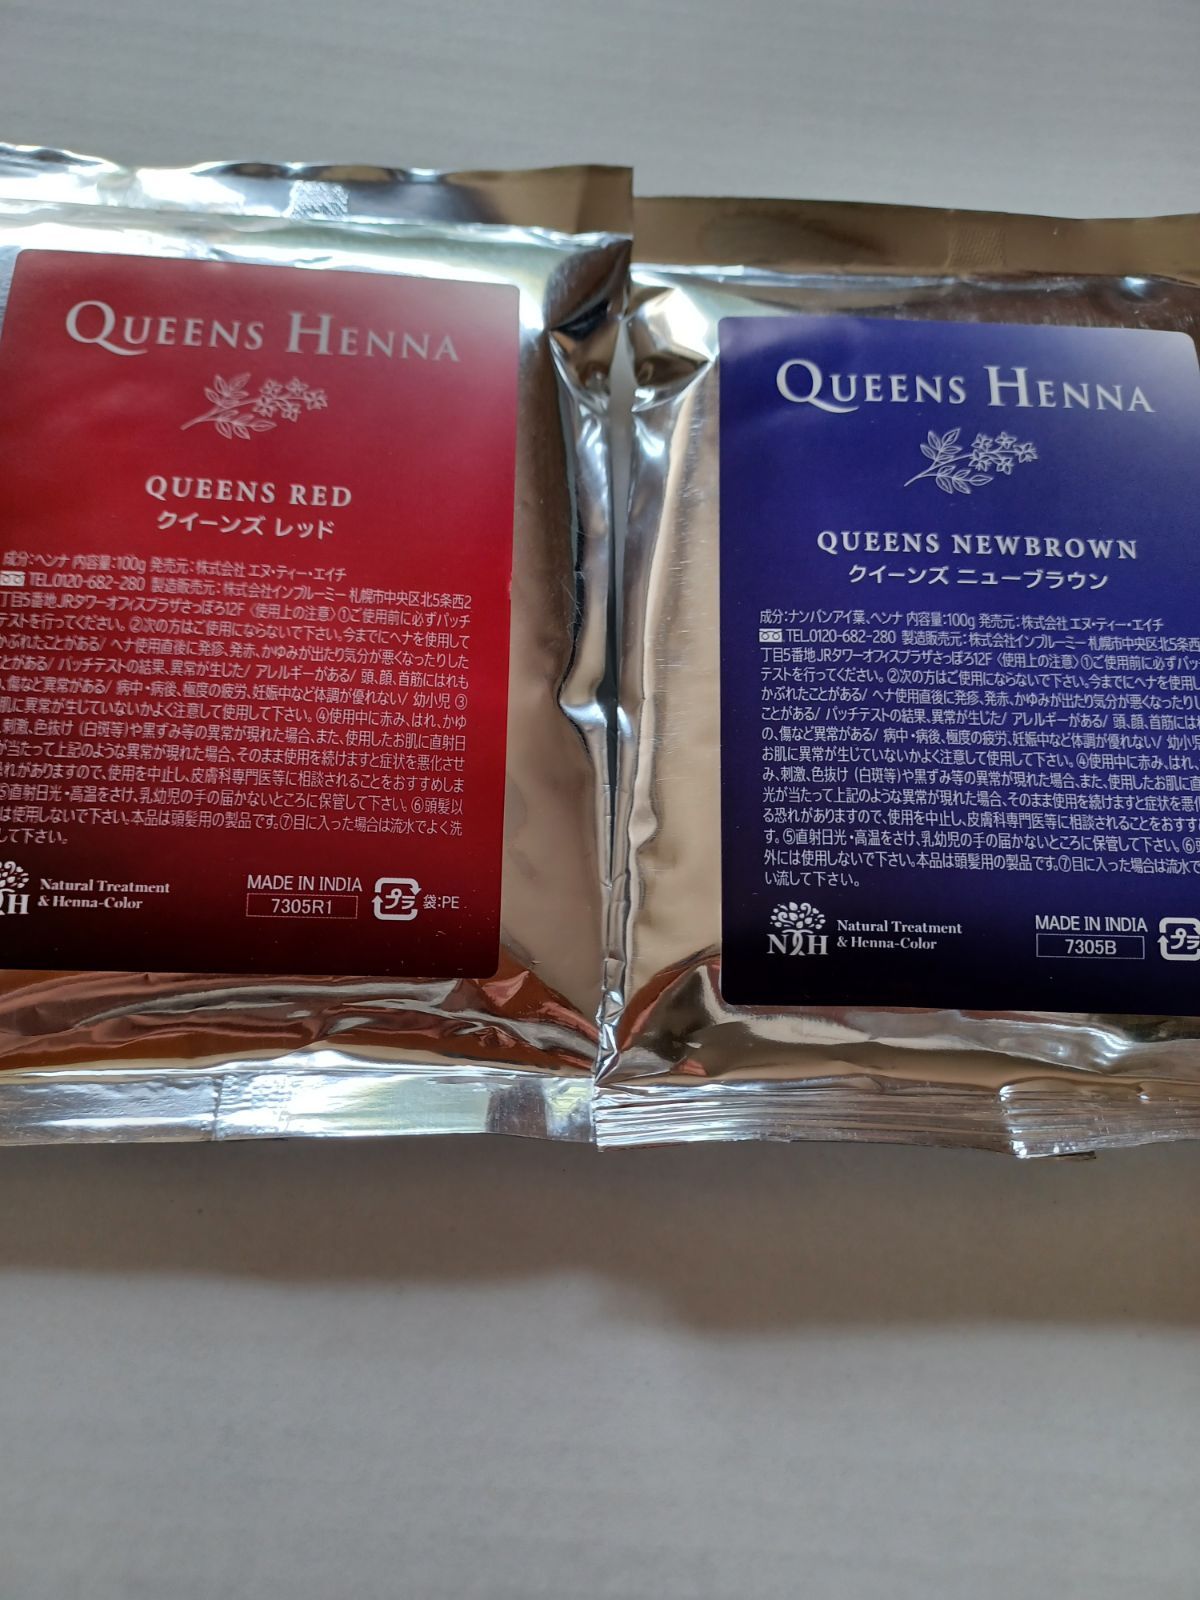 QUEENS HENNA
QUEENS RED
クイーンズ レッド
成分:ヘンナ 内容量:100g 発売元:株式会社 エヌ・ティー・エイチ
TEL.0120-682-280 製造販売元:株式会社インブルーミー 札幌市中央区北5条西2
丁目5番地 JRタワーオフィスプラザさっぽろ12F 〈使用上の注意〉①ご使用前に必ずパッチ
テストを行ってください。②次の方はご使用にならないで下さい。今までにヘナを使用して
かぶれたことがある/ ヘナ使用直後に発疹、発赤、かゆみが出たり気分が悪くなったりした
とがある/ パッチテストの結果、異常が生じた/ アレルギーがある/ 頭、顔、首筋にはれも
、傷など異常がある/ 病中・病後、極度の疲労、妊娠中など体調が優れない/ 幼小児 ③
肌に異常が生じていないかよく注意して使用して下さい。④使用中に赤み、はれ、かゆ
、刺激、色抜け (白斑等)や黒ずみ等の異常が現れた場合、また、使用したお肌に直射日
が当たって上記のような異常が現れた場合、そのまま使用を続けますと症状を悪化させ
恐れがありますので、使用を中止し、皮膚科専門医等に相談されることをおすすめしま
⑤直射日光・高温をさけ、乳幼児の手の届かないところに保管して下さい。⑥頭髪以
は使用しないで下さい。本品は頭髪用の製品です。⑦目に入った場合は流水でよく洗
して下さい。
Natural Treatment
& Henna-Color
MADE IN INDIA
7305R1
プラ
袋:PE
QUEENS HENNA
QUEENS NEWBROWN
クイーンズ ニューブラウン
成分:ナンバンアイ葉、ヘンナ 内容量:100g 発売元:株式会社 エヌ・ティー・エイチ
TEL.0120-682-280 製造販売元:株式会社インブルーミー 札幌市中央区北5条西
丁目5番地 JRタワーオフィスプラザさっぽろ12F 〈使用上の注意〉①ご使用前に必ずパッ
テストを行ってください。②次の方はご使用にならないで下さい。今までにヘナを使用し
かぶれたことがある/ ヘナ使用直後に発疹、発赤、かゆみが出たり気分が悪くなったりし
ことがある/ パッチテストの結果、異常が生じた/ アレルギーがある/ 頭、顔、首筋には
の、傷など異常がある/ 病中・病後、極度の疲労、妊娠中など体調が優れない/ 幼小
お肌に異常が生じていないかよく注意して使用して下さい。④使用中に赤み、はれ、
み、刺激、色抜け (白斑等)や黒ずみ等の異常が現れた場合、また、使用したお肌に直
光が当たって上記のような異常が現れた場合、そのまま使用を続けますと症状を悪化
る恐れがありますので、使用を中止し、皮膚科専門医等に相談されることをおすすめ
す。⑤直射日光・高温をさけ、乳幼児の手の届かないところに保管して下さい。⑥
外には使用しないで下さい。本品は頭髪用の製品です。⑦目に入った場合は流水で
い流して下さい。
NTH
Natural Treatment
& Henna-Color
MADE IN INDIA
7305B
プラ